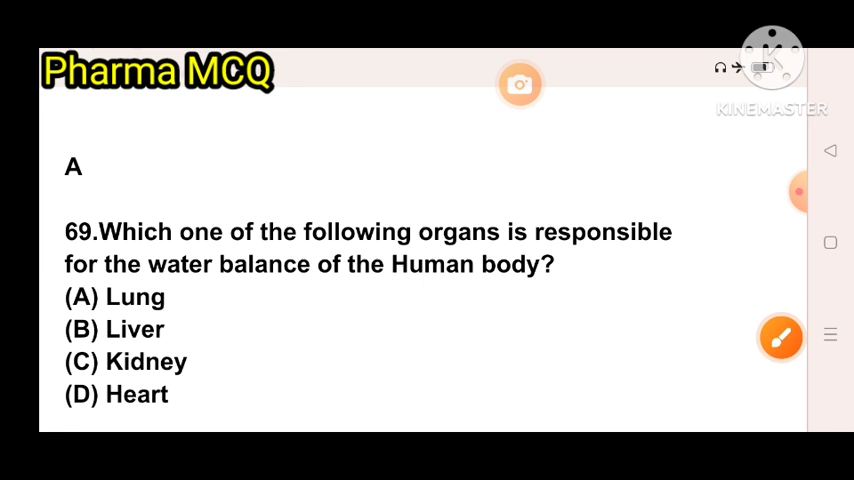 Pharma MCQ
KINEMASTER
A
69.Which one of the following organs is responsible
for the water balance of the Human body?
(A) Lung
(B) Liver
(C) Kidney
(D) Heart